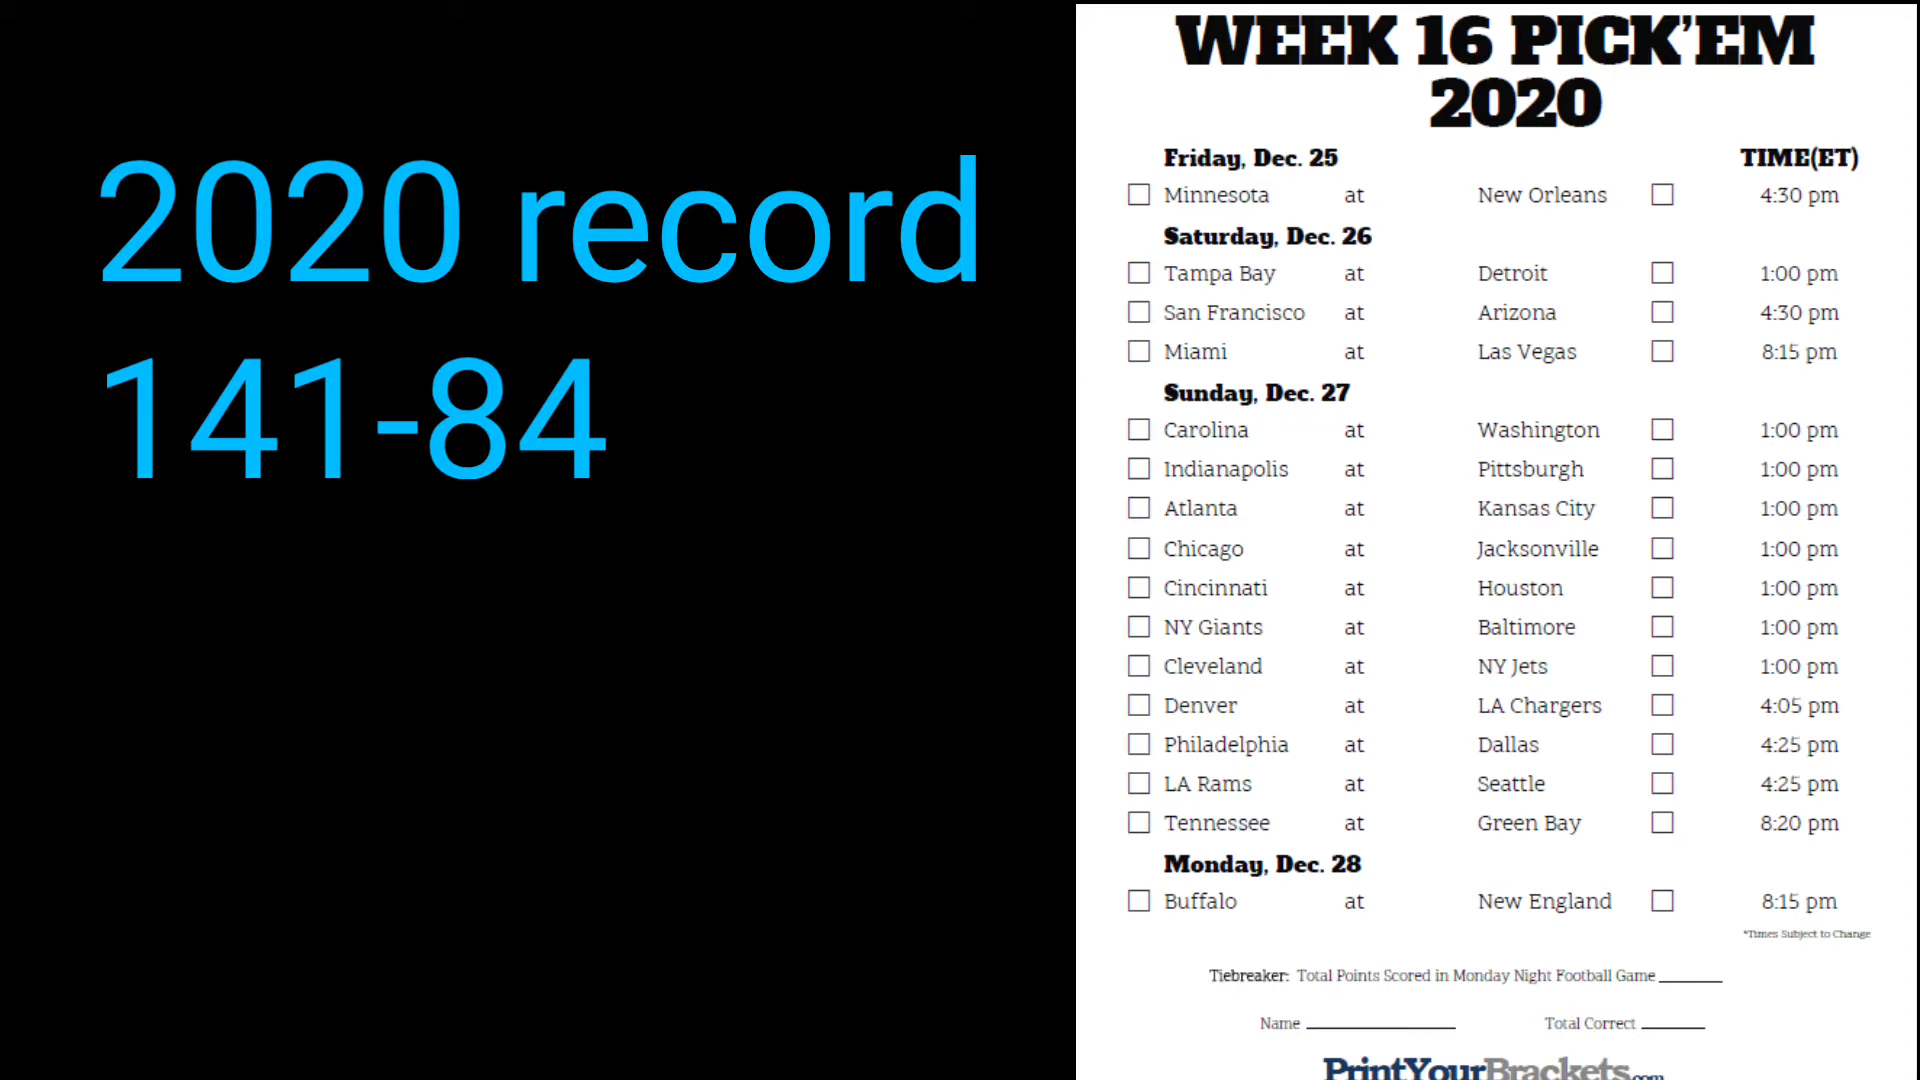 2020 record
141-84
WEEK 16 PICK'EM
2020
Friday, Dec. 25 TIME(ET)
Minnesota at New Orleans 4:30 pm
Saturday, Dec. 26
Tampa Bay at Detroit 1:00 pm
San Francisco at Arizona 4:30 pm
Miami at Las Vegas 8:15 pm
Sunday, Dec. 27
Carolina at Washington 1:00 pm
Indianapolis at Pittsburgh 1:00 pm
Atlanta at Kansas City 1:00 pm
Chicago at Jacksonville 1:00 pm
Cincinnati at Houston 1:00 pm
NY Giants at Baltimore 1:00 pm
Cleveland at NY Jets 1:00 pm
Denver at LA Chargers 4:05 pm
Philadelphia at Dallas 4:25 pm
LA Rams at Seattle 4:25 pm
Tennessee at Green Bay 8:20 pm
Monday, Dec. 28
Buffalo at New England 8:15 pm
*Times Subject to Change
Tiebreaker: Total Points Scored in Monday Night Football Game
Name Total Correct
PrintYourBrackets.com